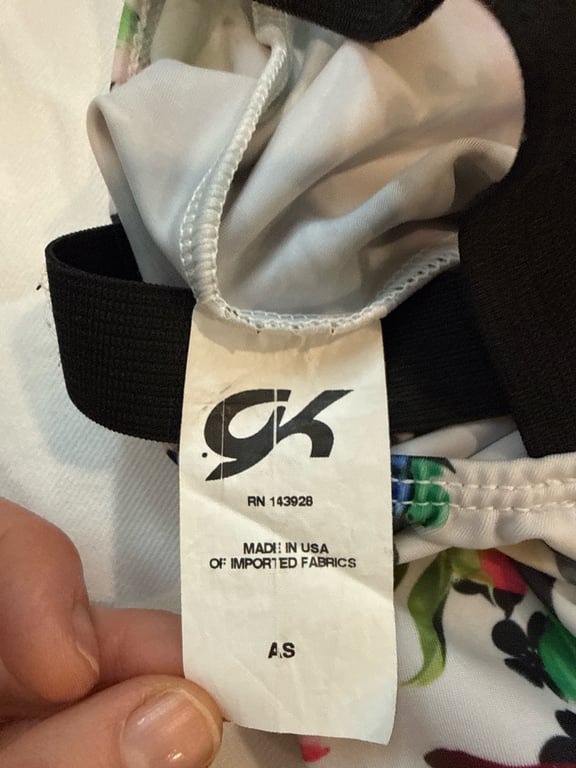 GK
RN 143928
MADE IN USA
OF IMPORTED FABRICS
AS